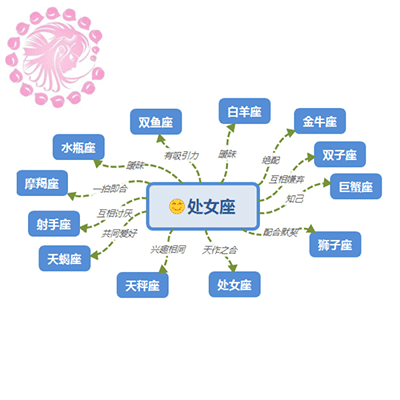 白羊座
双鱼座
金牛座
水瓶座
双子座
摩羯座
巨蟹座
射手座
狮子座
天蝎座
天秤座
处女座
处女座
暧昧
有吸引力
绝配
暧昧
互相嫌弃
一拍即合
知己
互相讨厌
共同爱好
配合默契
兴趣相同
天作之合